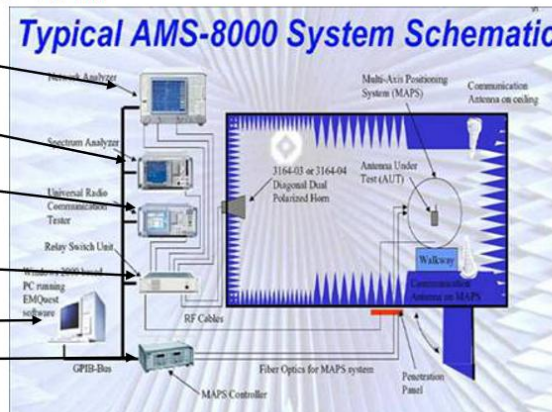 Typical AMS-8000 System Schematic
Network Analyzer
Multi-Axis Positioning
System (MAPS)
Communication
Antenna on ceiling
Spectrum Analyzer
3164-03 or 3164-04
Diagonal Dual
Polarized Horn
Antenna Under
Test (AUT)
Universal Radio
Communication
Tester
Relay Switch Unit
Walkway
Windows 2000 based
PC running
EMQuest
software
Communication
Antenna on MAPS
RF Cables
GPIB-Bus
Fiber Optics for MAPS system
Penetration
Panel
MAPS Controller